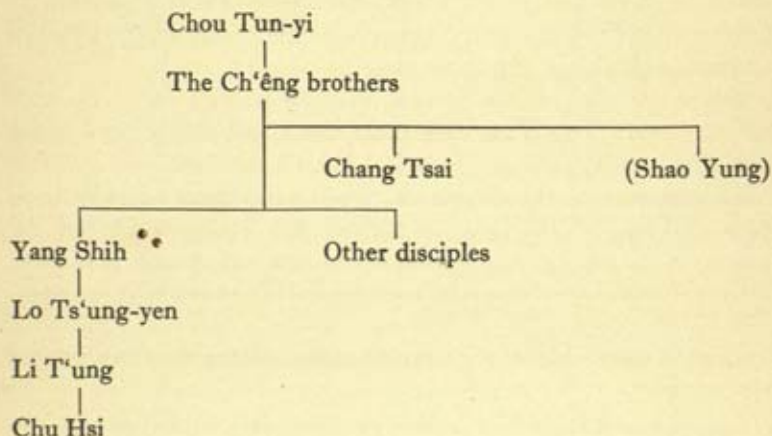 Chou Tun-yi
The Ch‘êng brothers
Chang Tsai (Shao Yung)
Yang Shih Other disciples
Lo Ts‘ung-yen
Li T‘ung
Chu Hsi